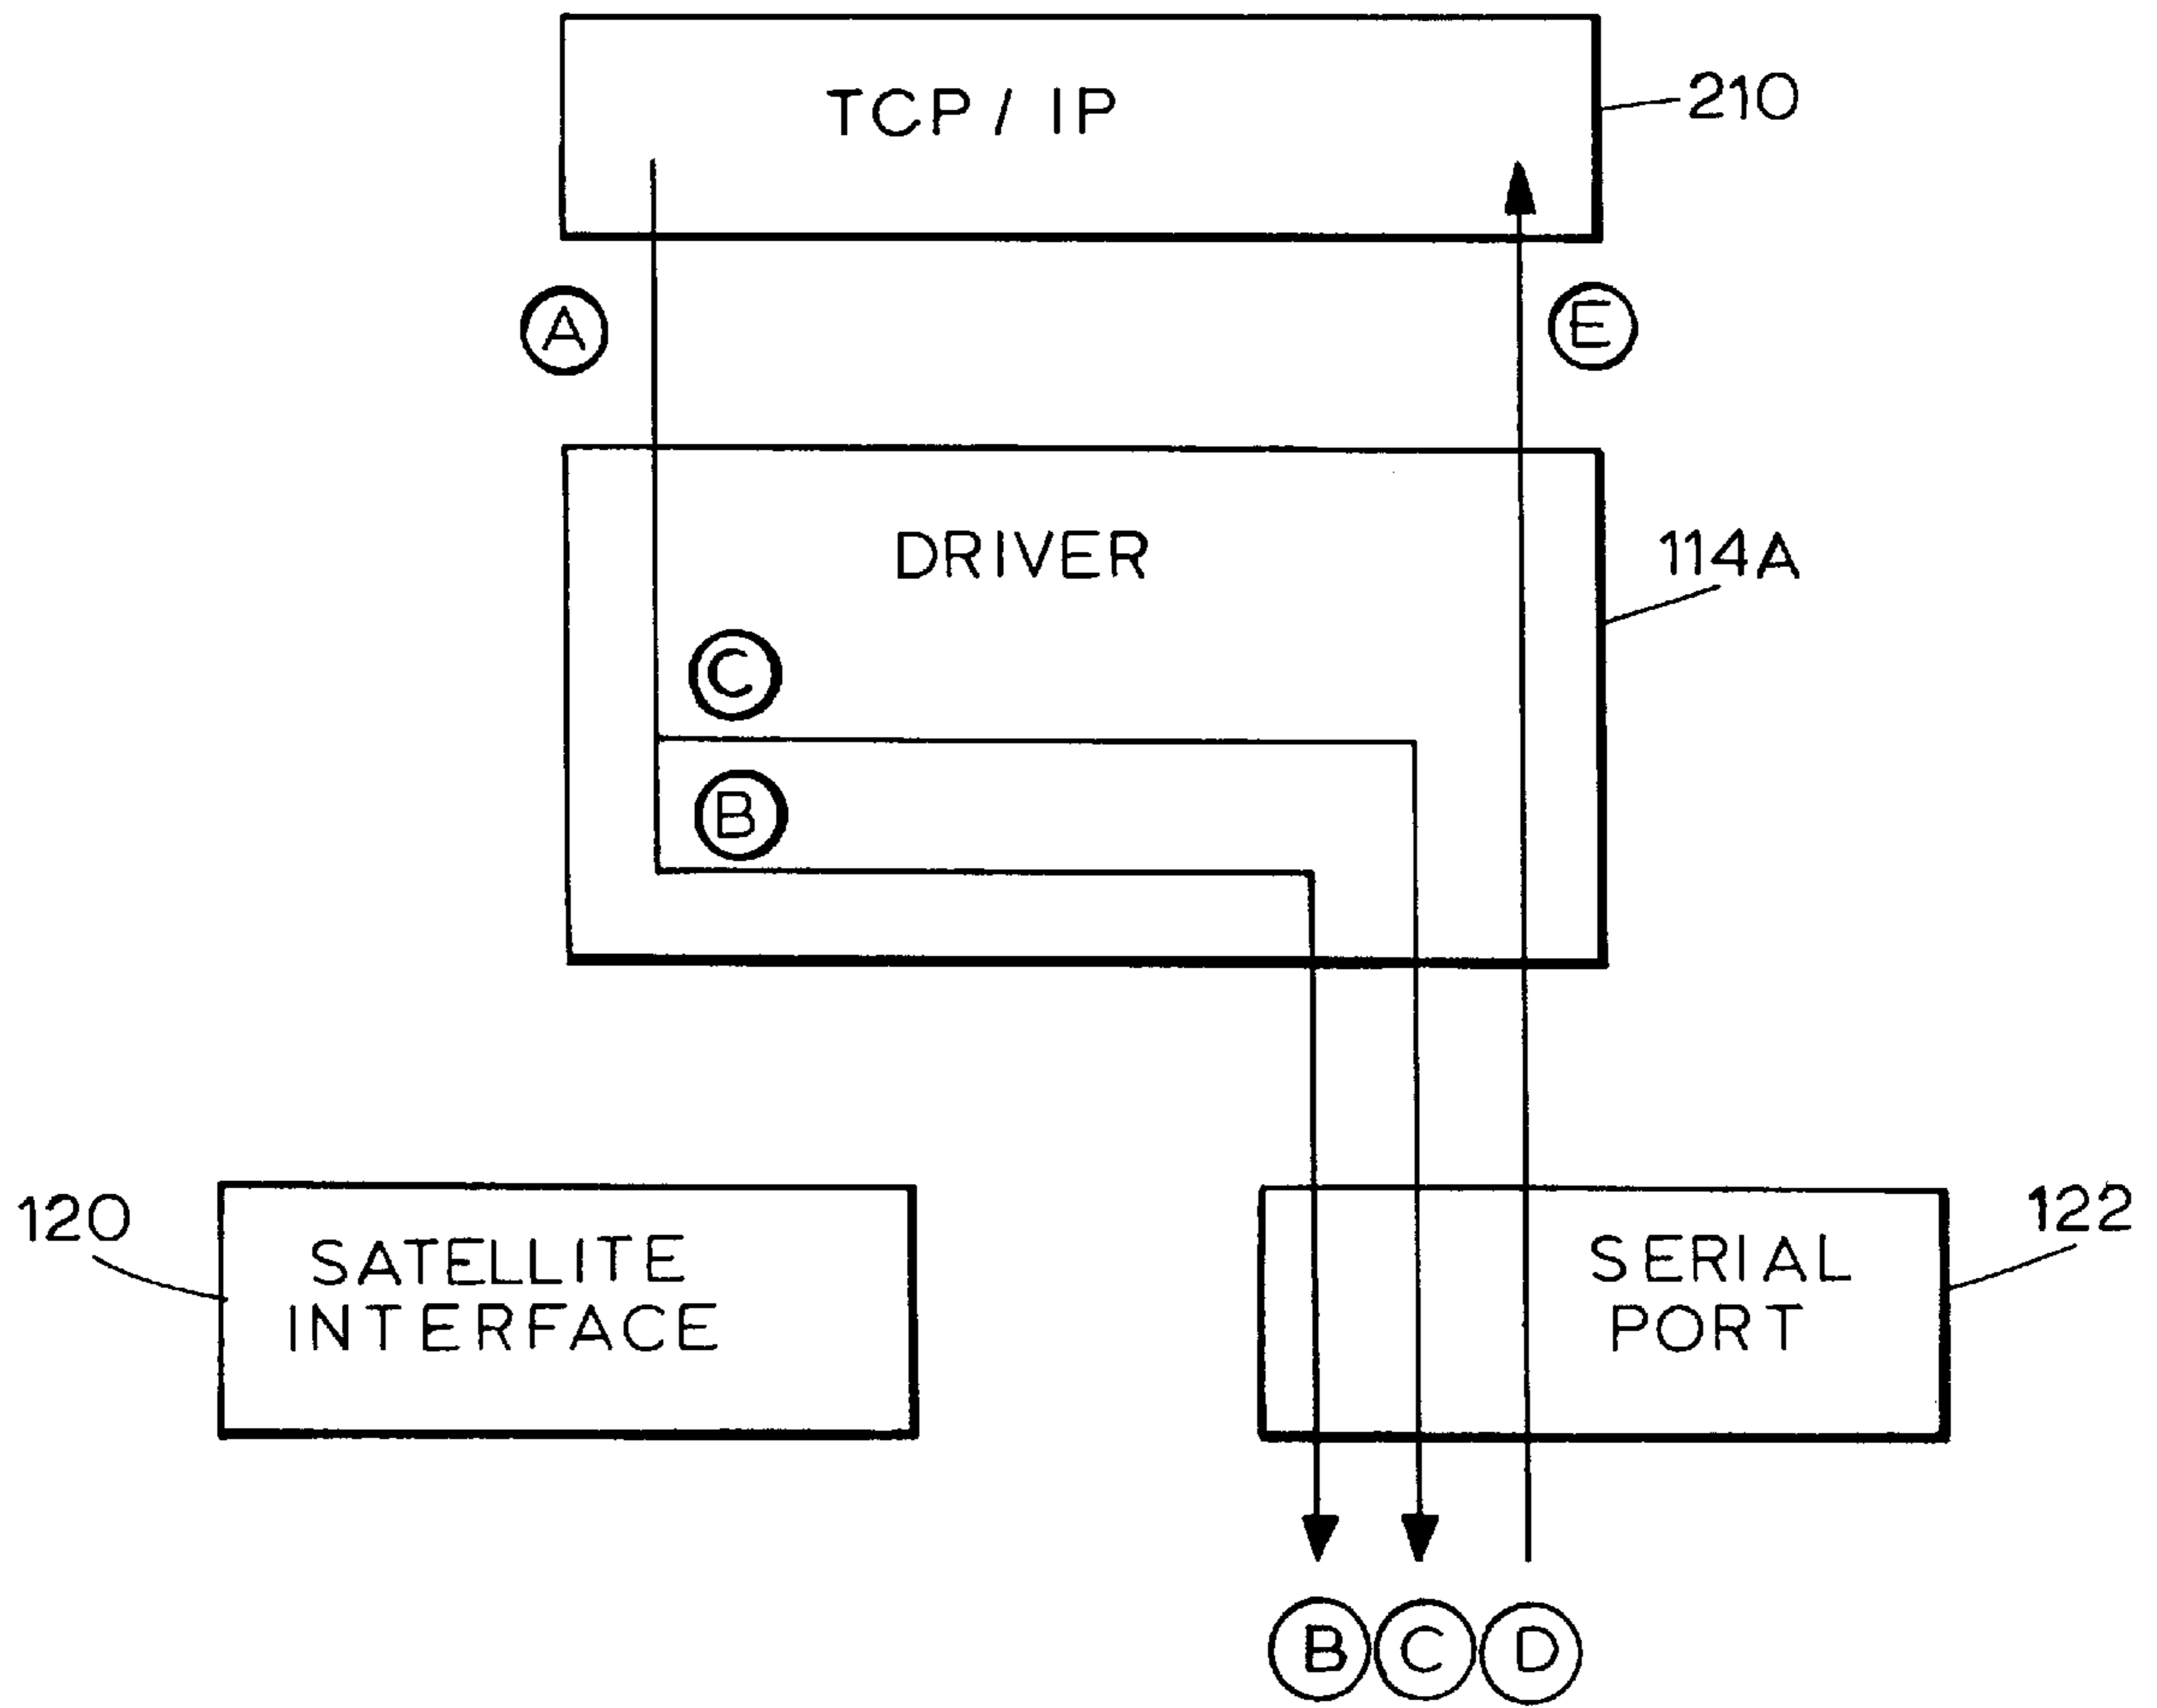 TCP / IP
210
A
E
DRIVER
114A
C
B
120
SATELLITE
INTERFACE
SERIAL
PORT
122
B C D